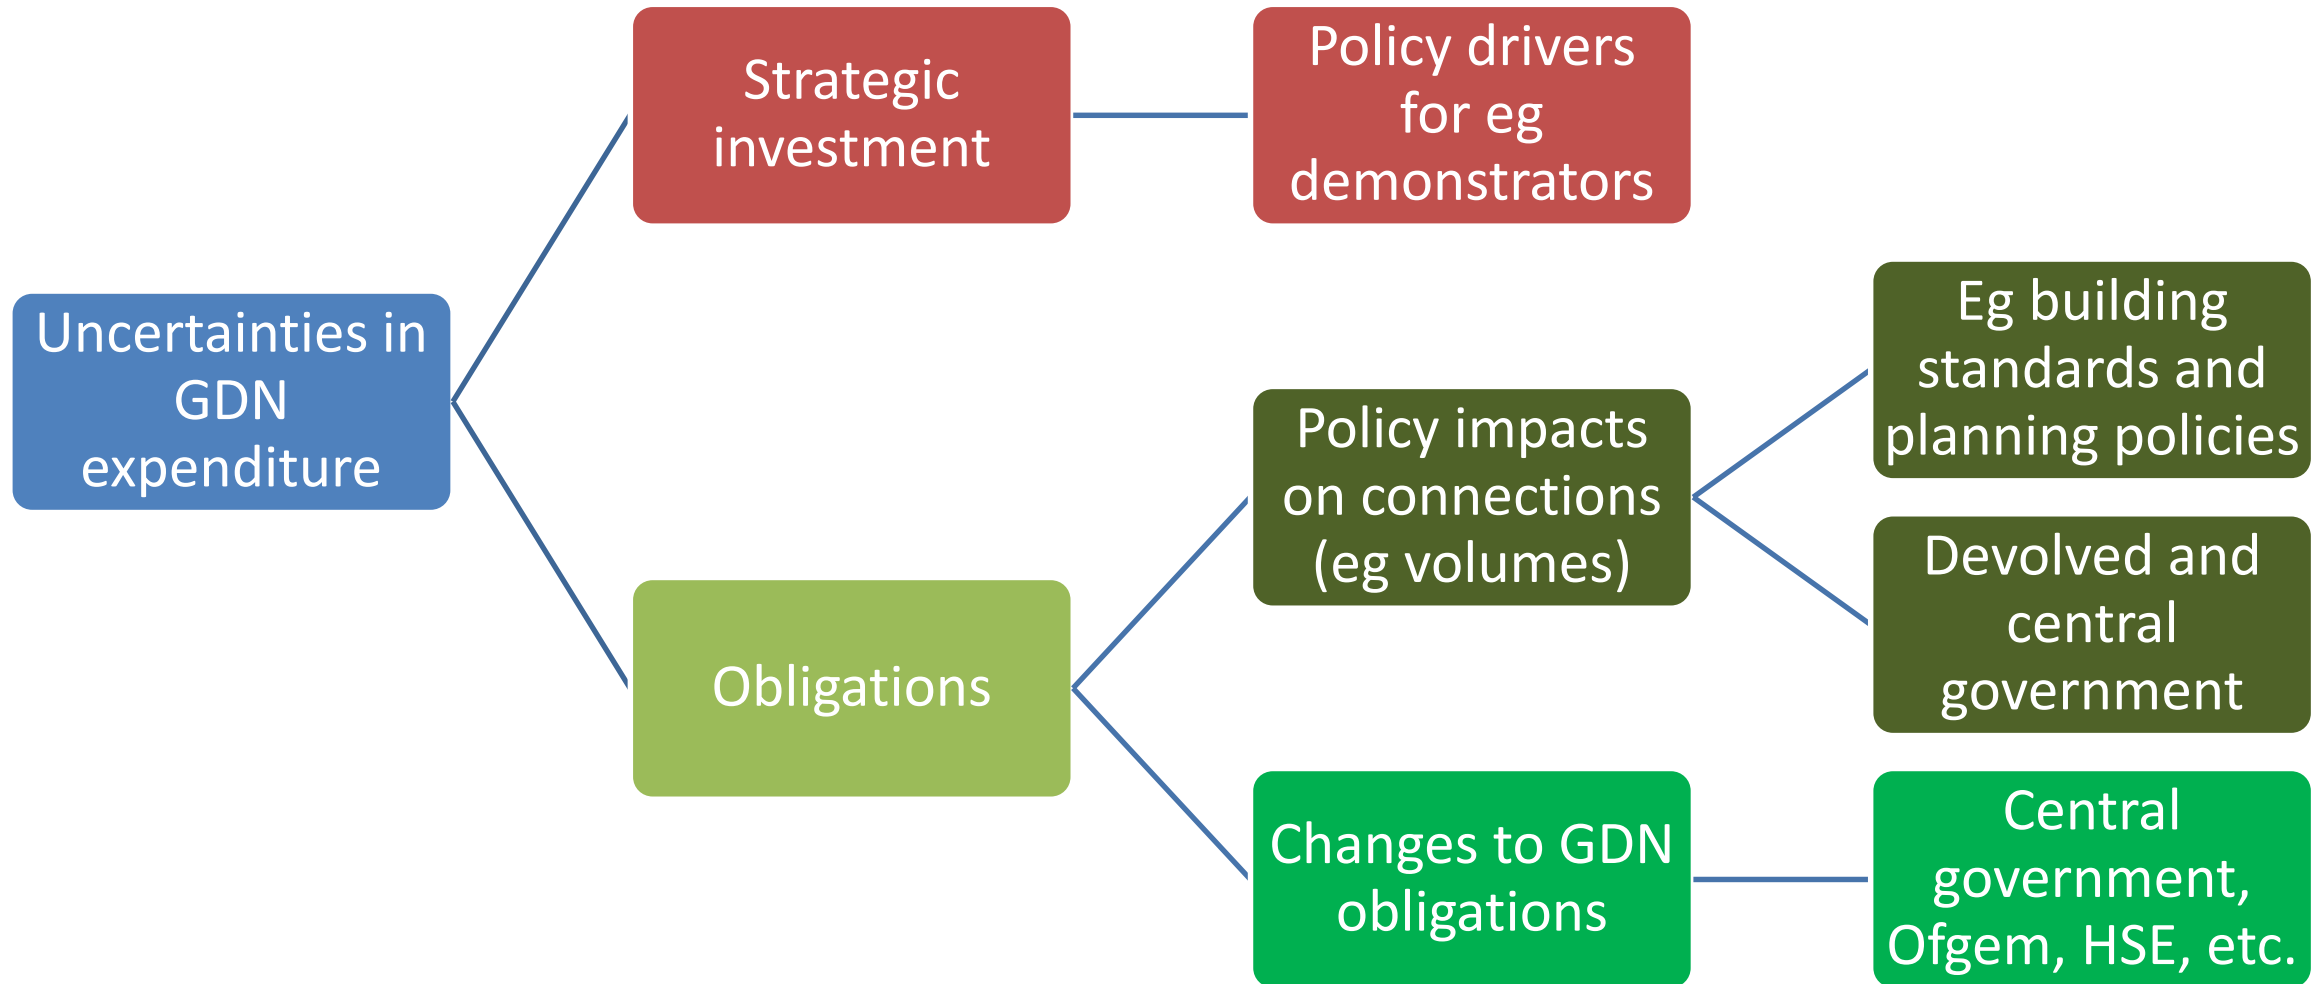 Uncertainties in
GDN
expenditure
Strategic
investment
Policy drivers
for eg
demonstrators
Obligations
Policy impacts
on connections
(eg volumes)
Eg building
standards and
planning policies
Devolved and
central
government
Changes to GDN
obligations
Central
government,
Ofgem, HSE, etc.